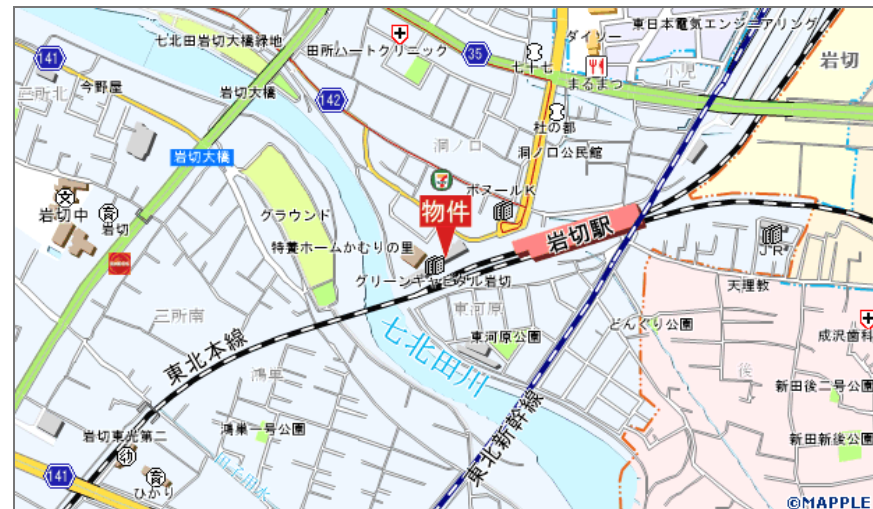 七北田岩切大橋緑地
田所ハートクリニック
東日本電気エンジニアリング
ダイソー
141
今野屋
三所北
岩切大橋
142
35
七十七
まるまつ
小児
岩切
岩切大橋
洞ノ口
杜の都
洞ノ口公民館
岩切中
岩切
グラウンド
物件
ボヌールK
岩切駅
特養ホームかむりの里
グリーンキャピタル岩切
JR
天理教
三所南
東北本線
東河原
東河原公園
どんぐり公園
成沢歯科
七北田川
鴻巣
後
新田後二号公園
岩切東光第二
鴻巣一号公園
新田新後公園
東北新幹線
141
ひかり
©MAPPLE